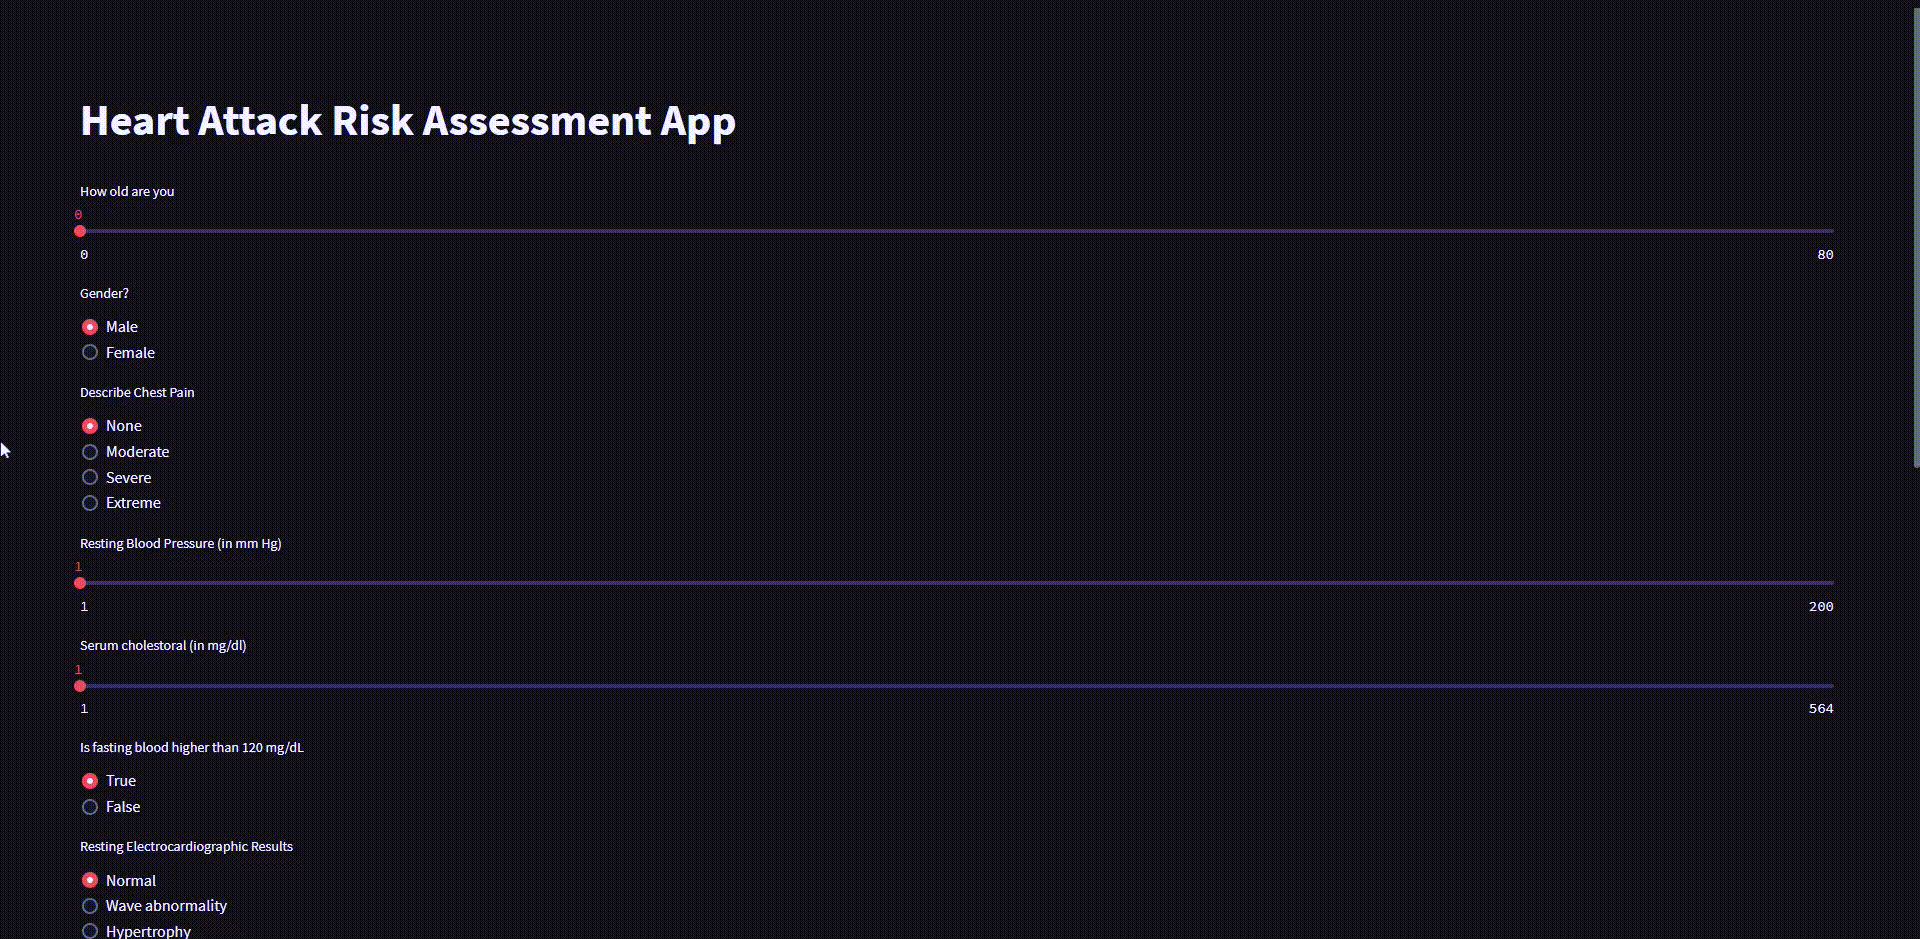 Heart Attack Risk Assessment App
How old are you
0
0 80
Gender?
Male
Female
Describe Chest Pain
None
Moderate
Severe
Extreme
Resting Blood Pressure (in mm Hg)
1
1 200
Serum cholestoral (in mg/dl)
1
1 564
Is fasting blood higher than 120 mg/dL
True
False
Resting Electrocardiographic Results
Normal
Wave abnormality
Hypertrophy